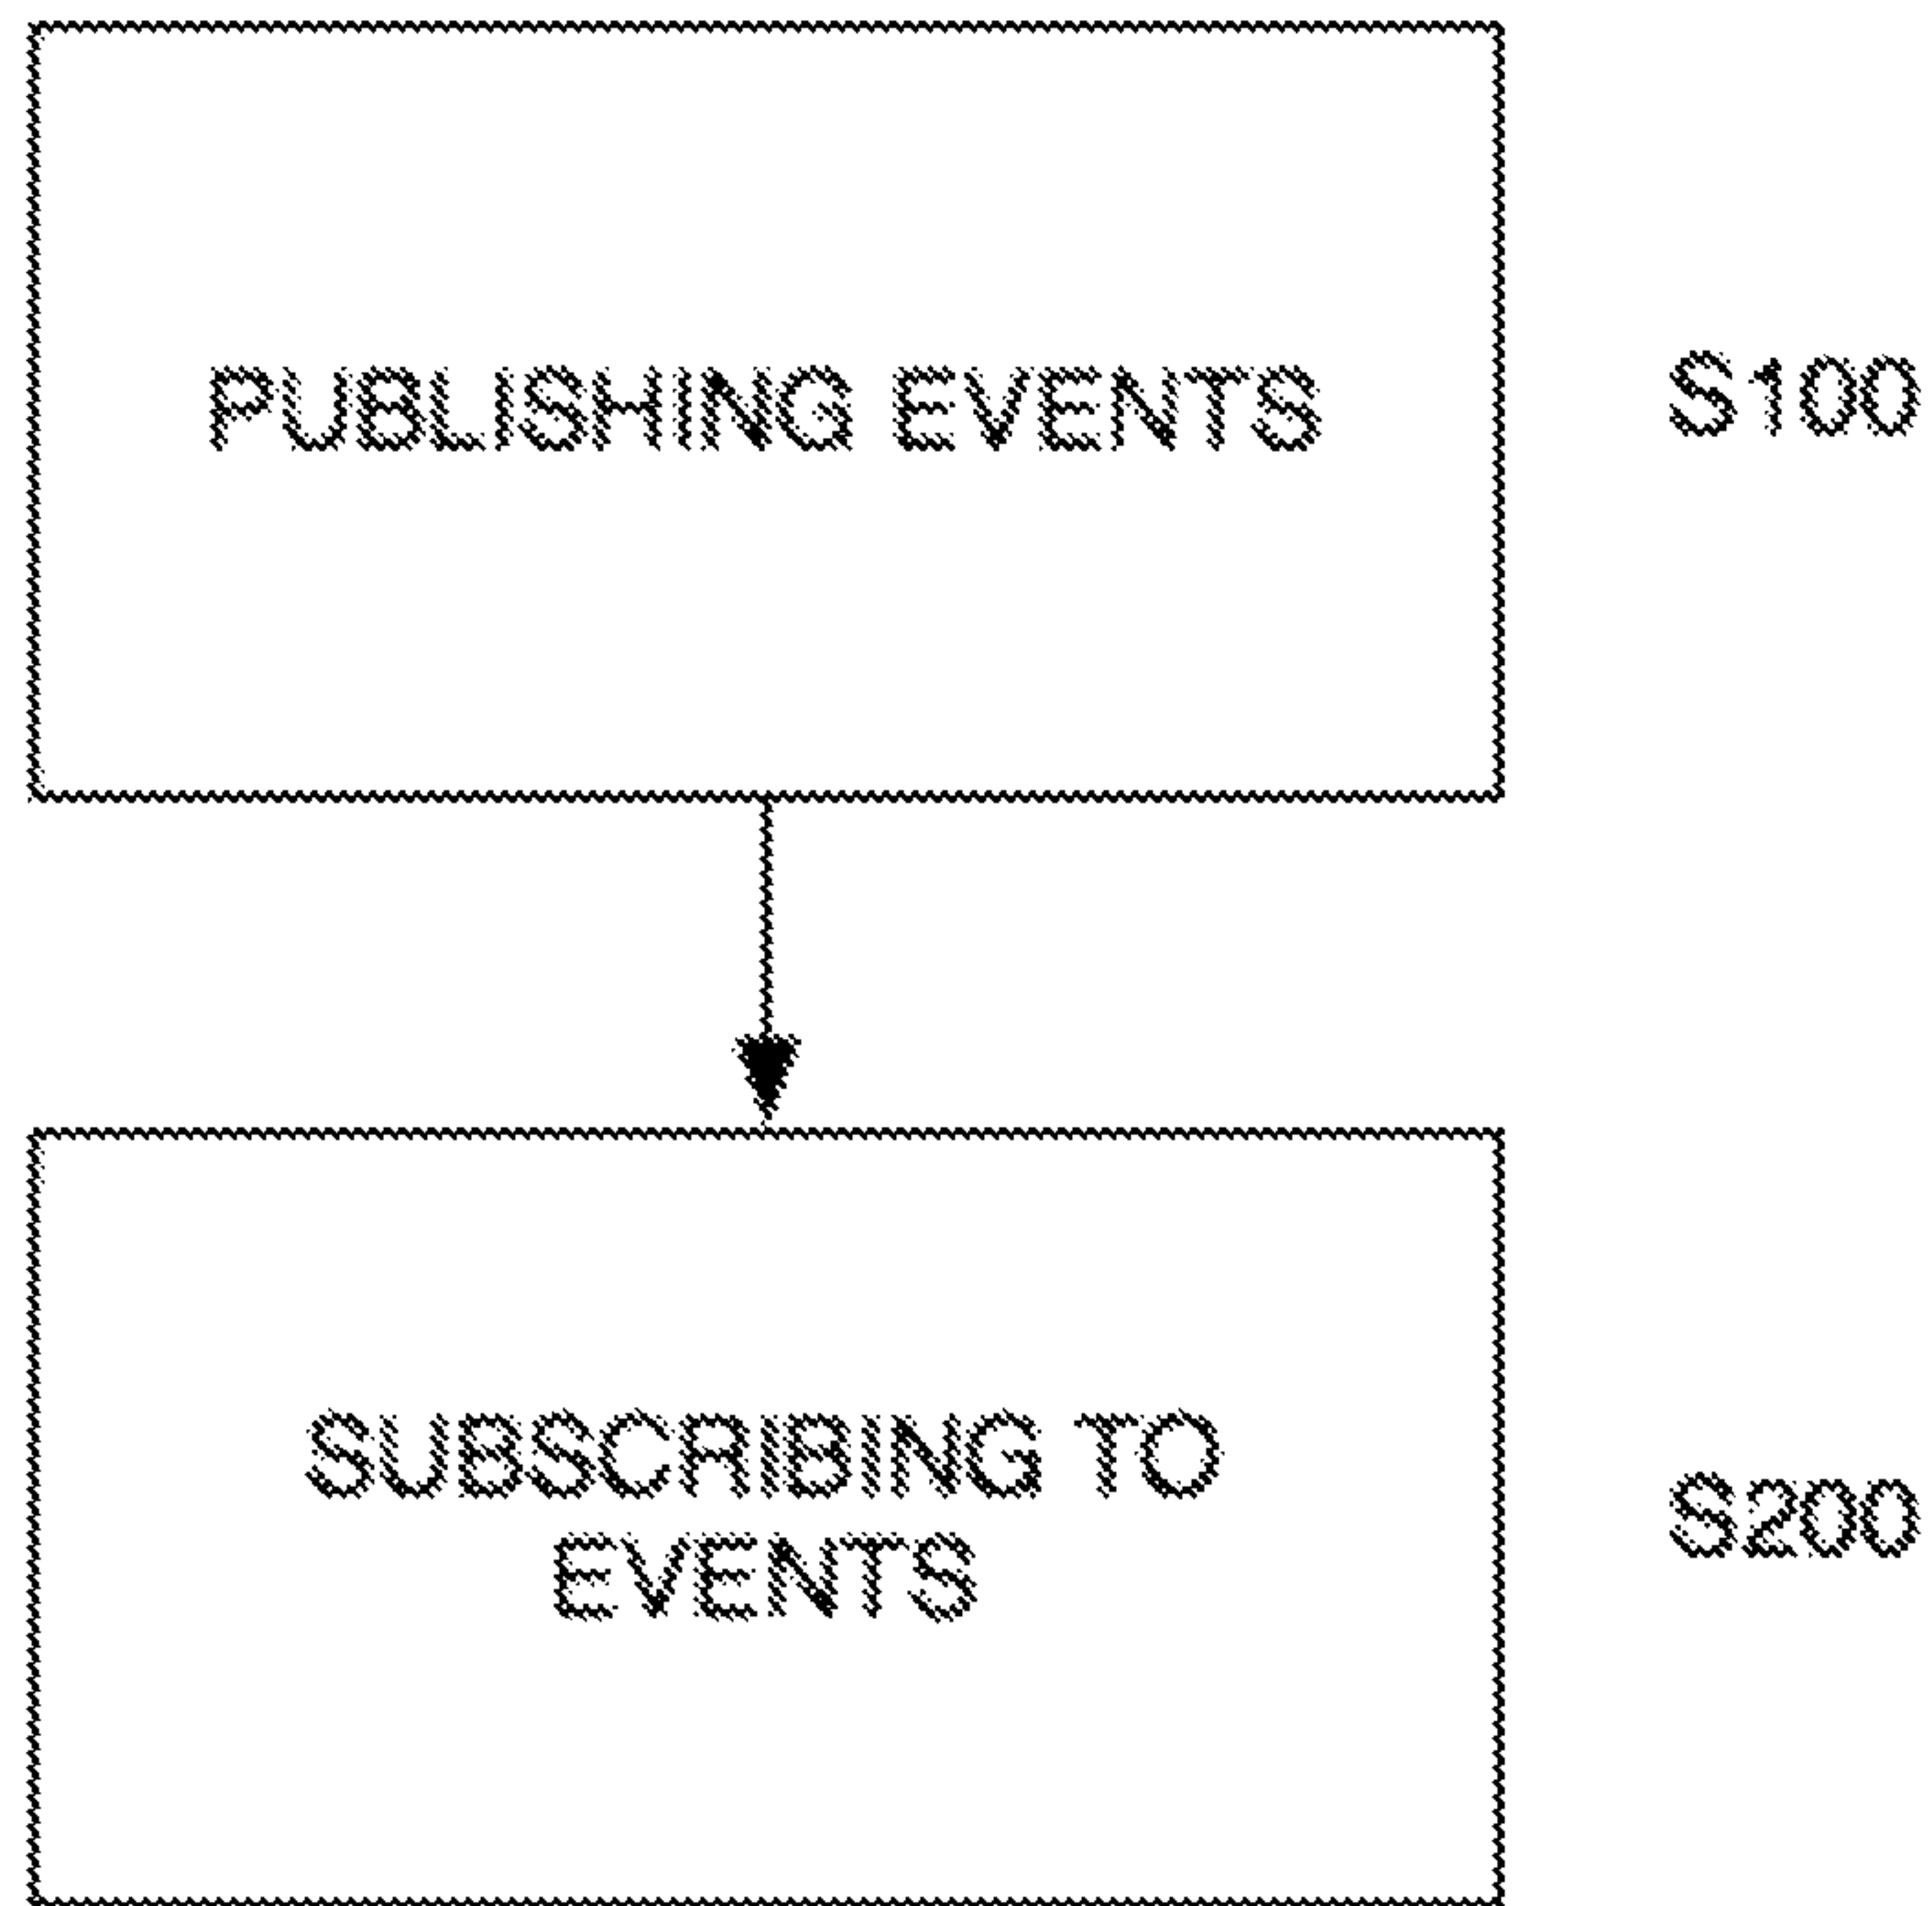 PUBLISHING EVENTS
S100
SUBSCRIBING TO
EVENTS
S200